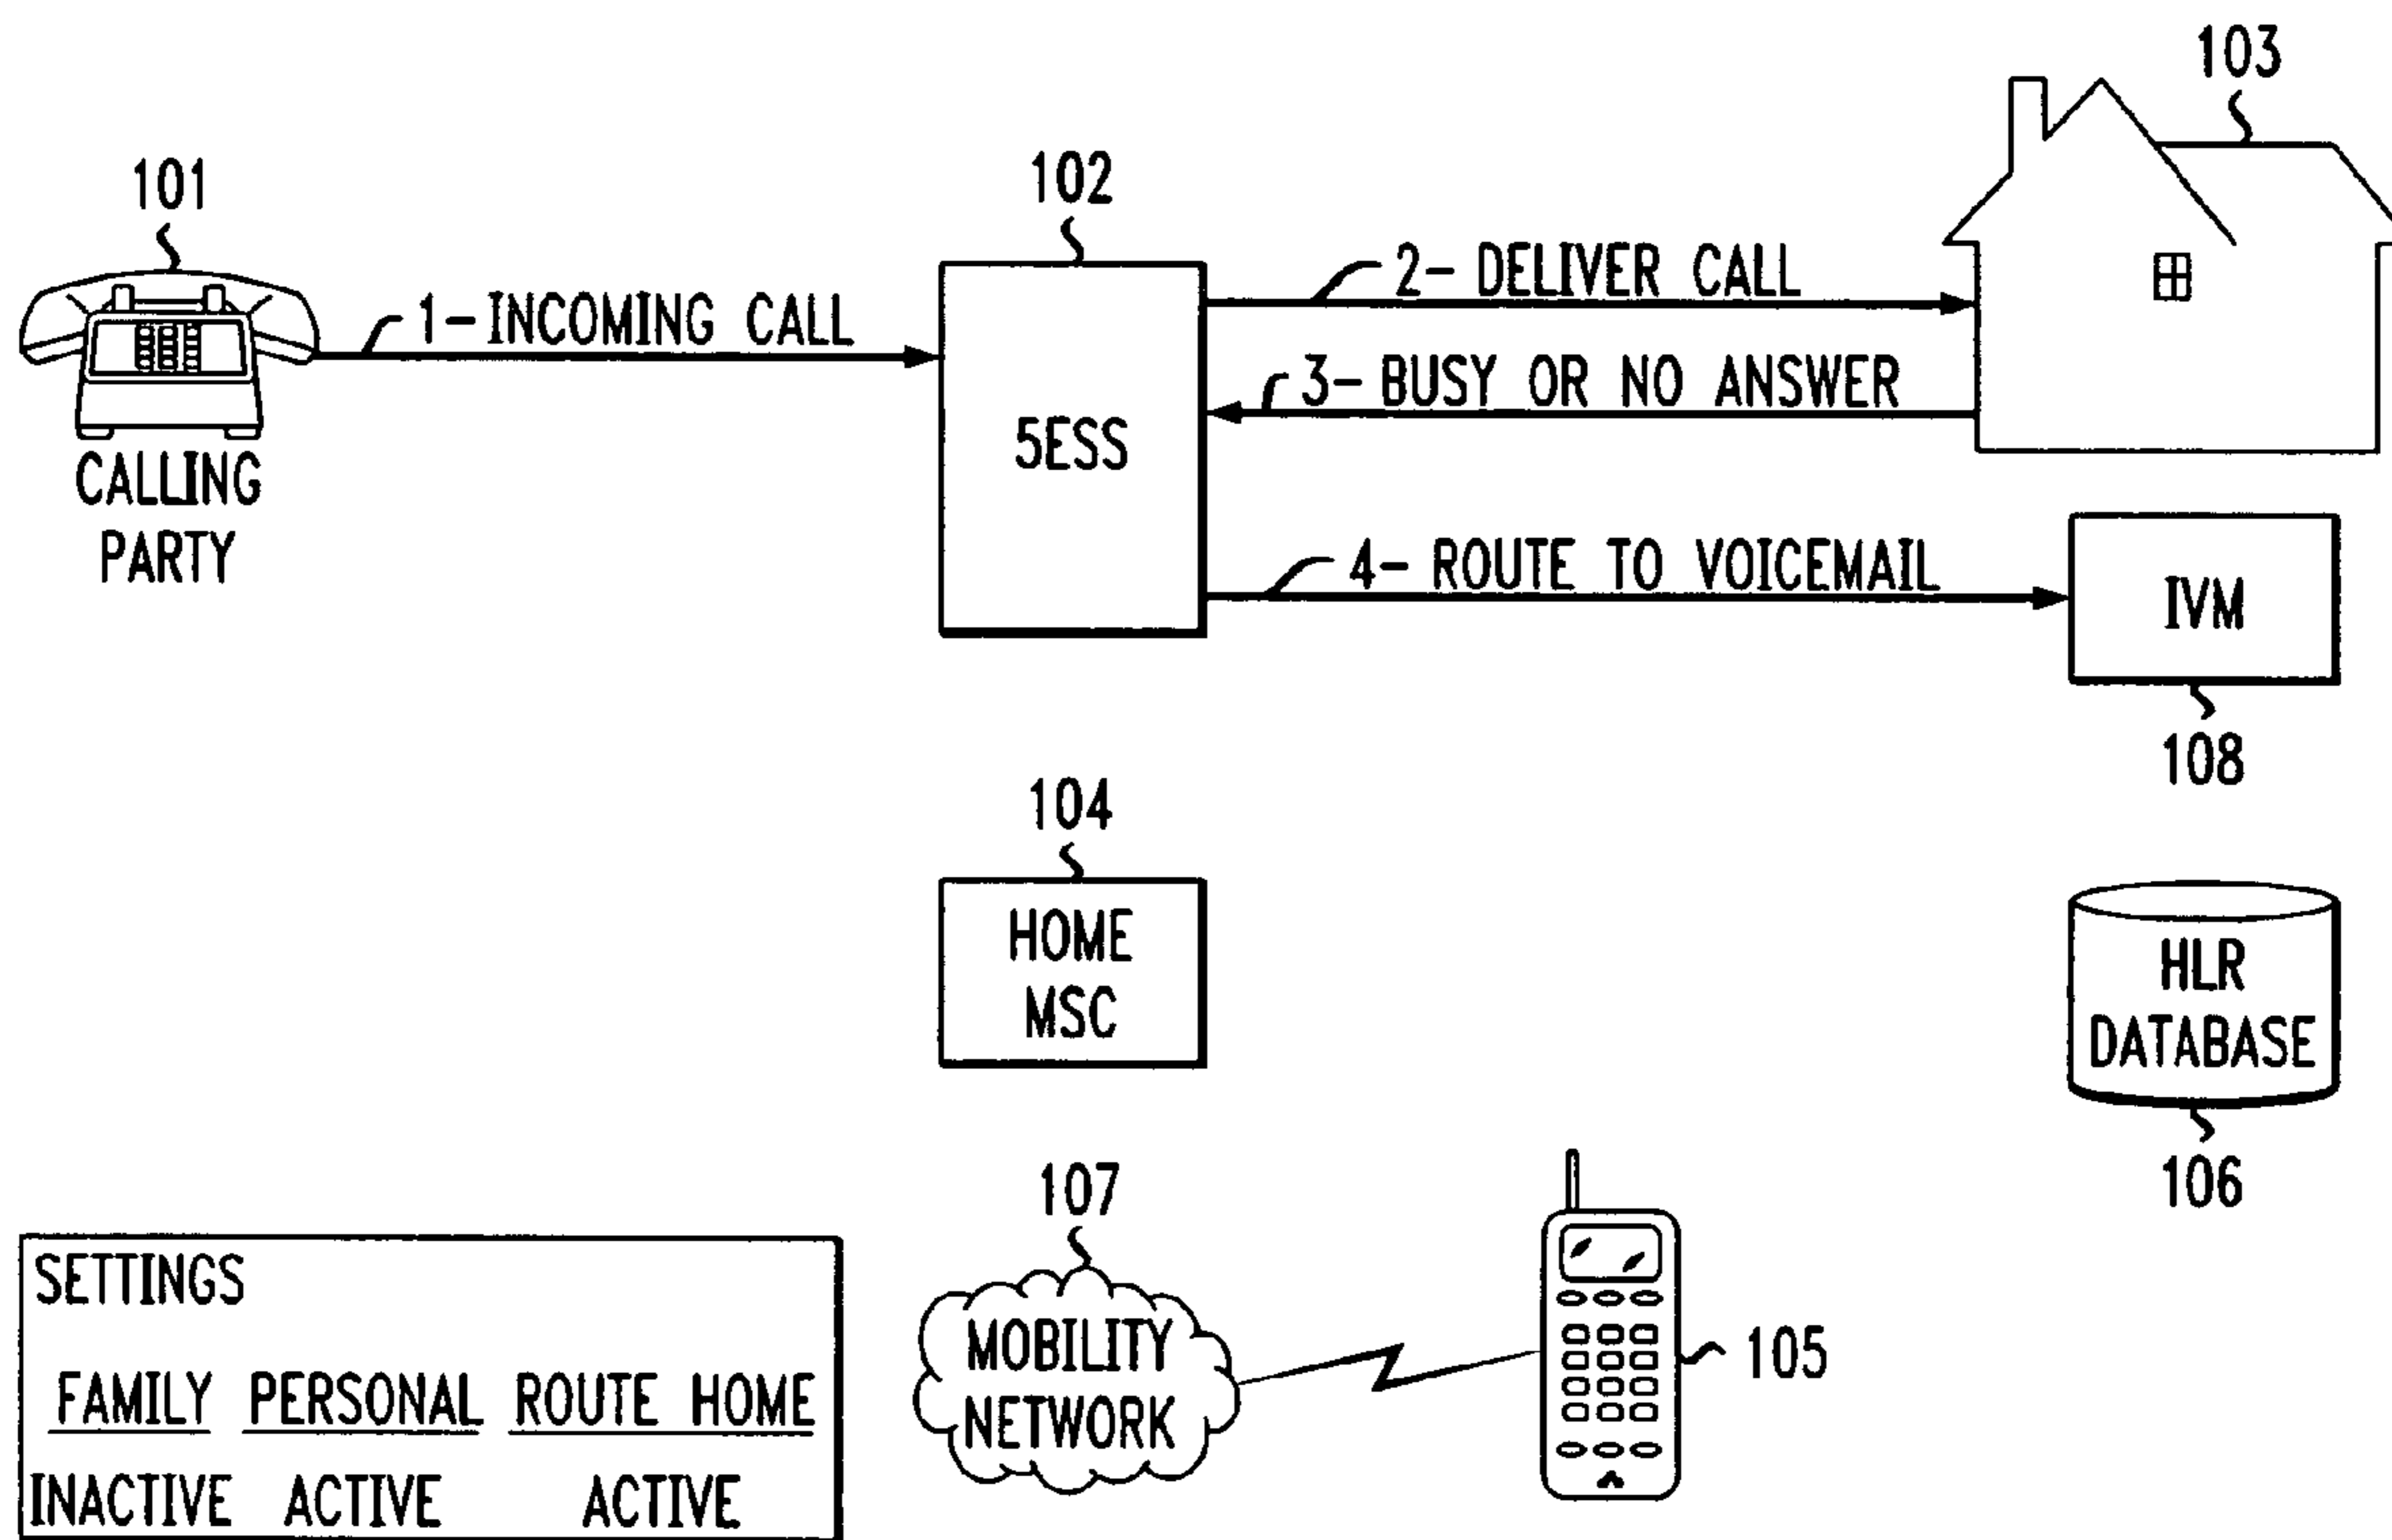 103
101
102
2- DELIVER CALL
1- INCOMING CALL
3- BUSY OR NO ANSWER
5ESS
CALLING
PARTY
4- ROUTE TO VOICEMAIL
IVM
108
104
HOME
MSC
HLR
DATABASE
106
107
SETTINGS
FAMILY PERSONAL ROUTE HOME
INACTIVE ACTIVE ACTIVE
MOBILITY
NETWORK
105